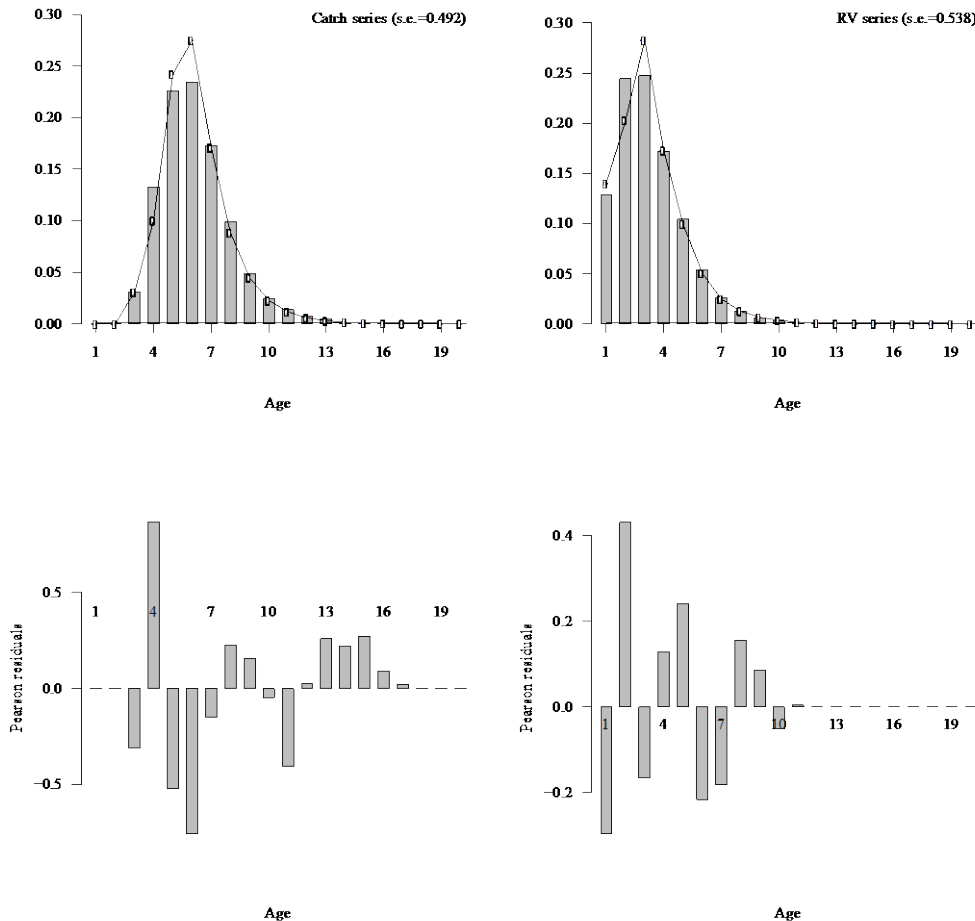 Catch series (s.e.=0.492)
0.30
0.25
0.20
0.15
0.10
0.05
0.00
1 4 7 10 13 16 19
Age
RV series (s.e.=0.538)
0.30
0.25
0.20
0.15
0.10
0.05
0.00
1 4 7 10 13 16 19
Age
Pearson residuals
0.5
0.0
−0.5
1 4 7 10 13 16 19
Age
Pearson residuals
0.4
0.2
0.0
−0.2
1 4 7 10 13 16 19
Age